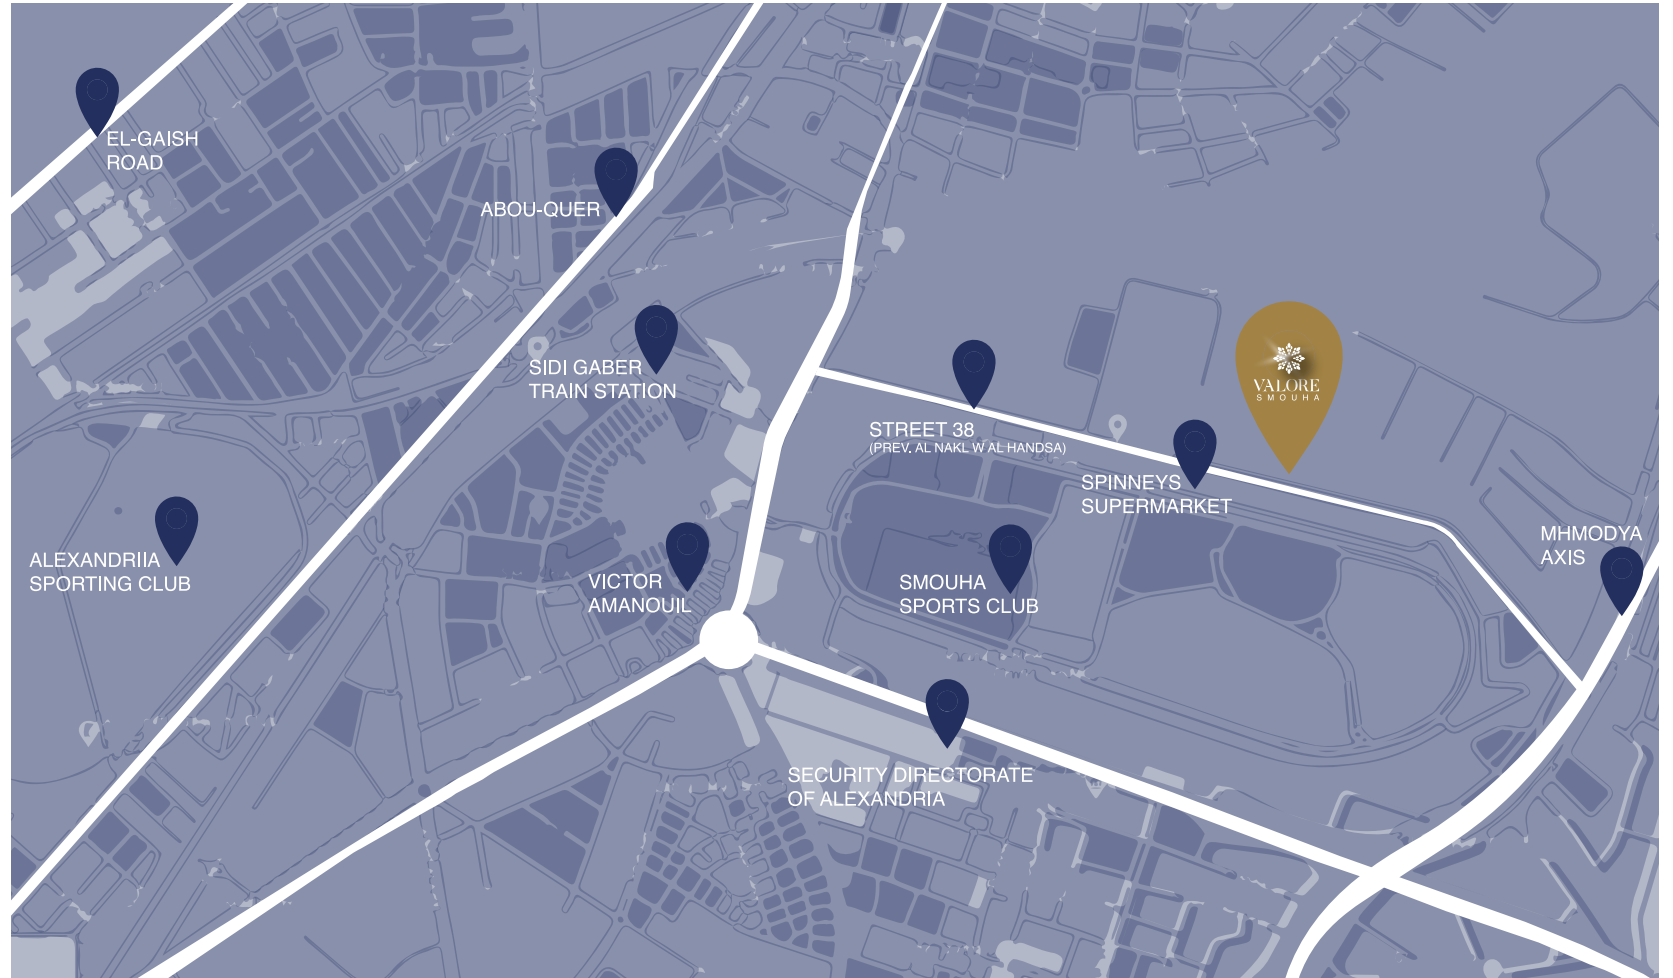 EL-GAISH
ROAD
ABOU-QUER
SIDI GABER
TRAIN STATION
VALORE
SMOUHA
STREET 38
(PREV. AL NAKL W AL HANDSA)
SPINNEYS
SUPERMARKET
MHMODYA
AXIS
ALEXANDRIIA
SPORTING CLUB
VICTOR
AMANOUIL
SMOUHA
SPORTS CLUB
SECURITY DIRECTORATE
OF ALEXANDRIA